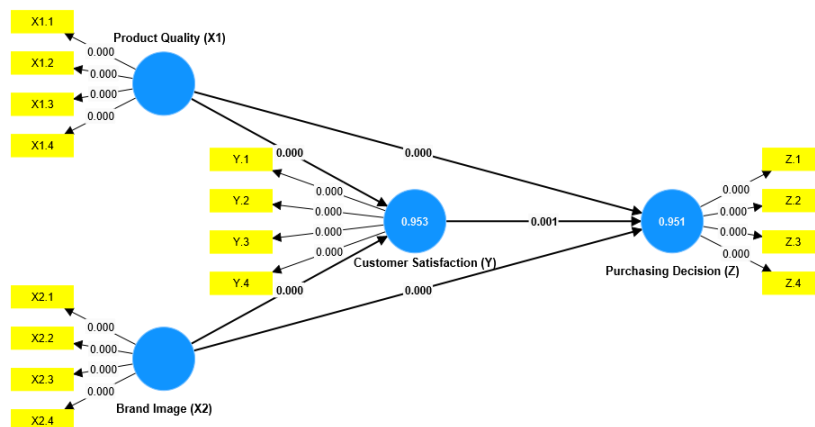 X1.1
Product Quality (X1)
0.000
X1.2
0.000
X1.3
0.000
0.000
X1.4
0.000
0.000
Y.1
Z.1
0.000
0.000
Y.2
Z.2
0.000
0.000
0.953
0.001
0.951
Y.3
0.000
0.000
Z.3
0.000
0.000
Customer Satisfaction (Y)
Purchasing Decision (Z)
Y.4
Z.4
0.000
0.000
X2.1
0.000
X2.2
0.000
X2.3
0.000
0.000
Brand Image (X2)
X2.4